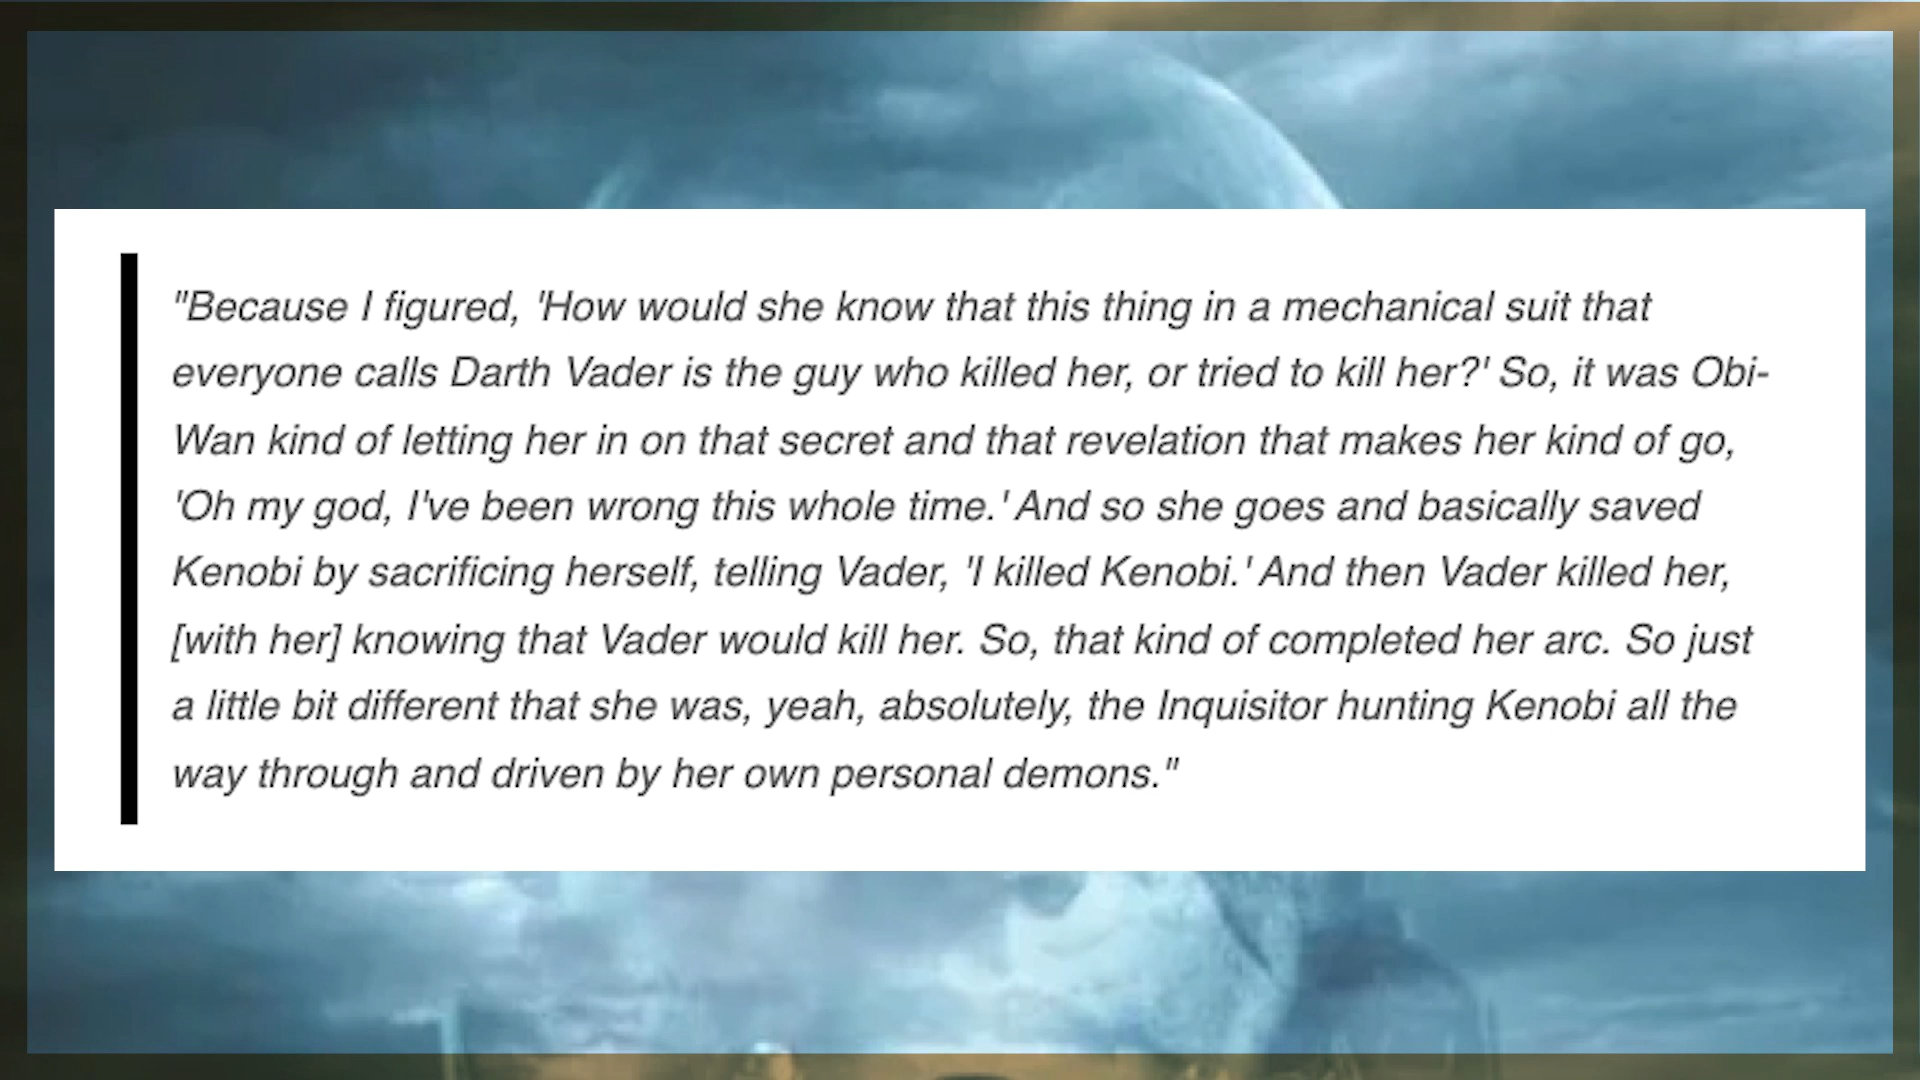 "Because I figured, 'How would she know that this thing in a mechanical suit that
everyone calls Darth Vader is the guy who killed her, or tried to kill her?' So, it was Obi-
Wan kind of letting her in on that secret and that revelation that makes her kind of go,
'Oh my god, I've been wrong this whole time.' And so she goes and basically saved
Kenobi by sacrificing herself, telling Vader, 'I killed Kenobi.' And then Vader killed her,
[with her] knowing that Vader would kill her. So, that kind of completed her arc. So just
a little bit different that she was, yeah, absolutely, the Inquisitor hunting Kenobi all the
way through and driven by her own personal demons."